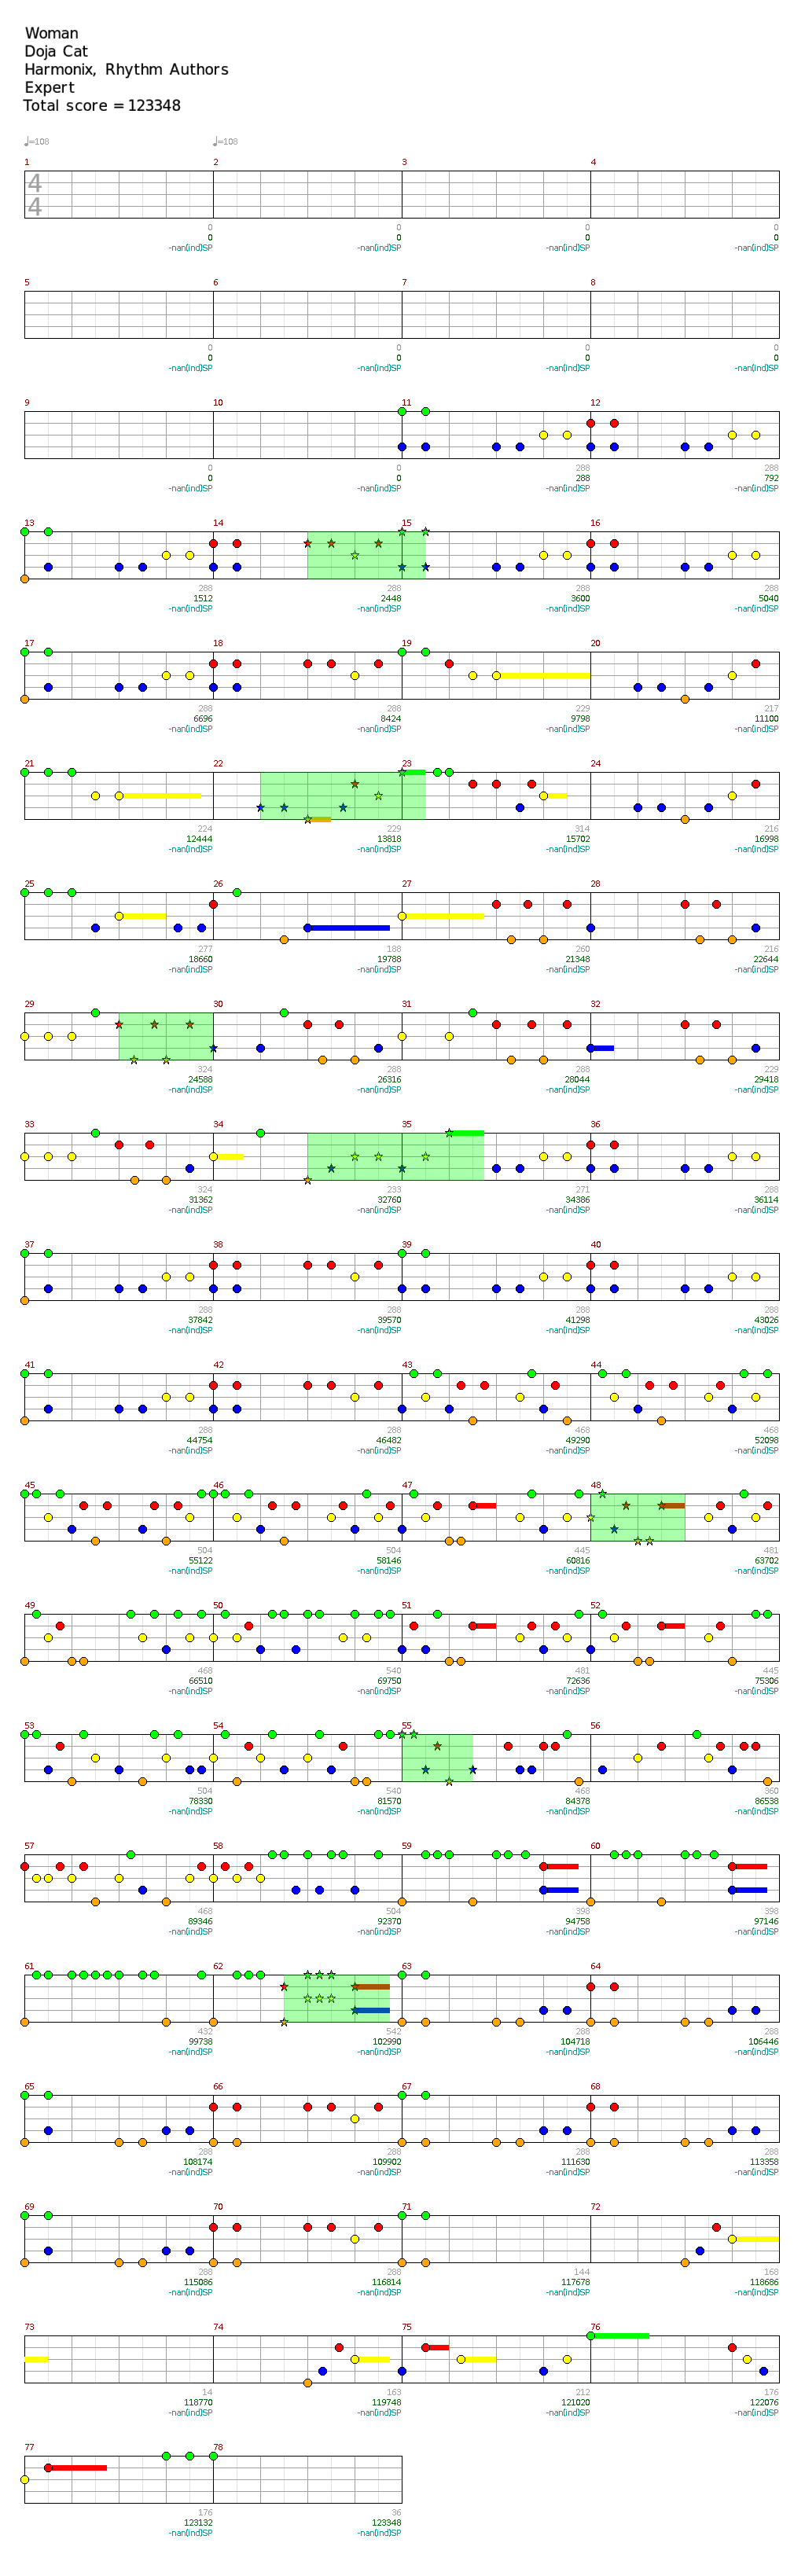 Woman
Doja Cat
Harmonix, Rhythm Authors
Expert
Total score = 123348
♩=108 ♩=108
1 2 3 4
4
4
0 0 0 0
0 0 0 0
-nan(ind)SP -nan(ind)SP -nan(ind)SP -nan(ind)SP
5 6 7 8
0 0 0 0
0 0 0 0
-nan(ind)SP -nan(ind)SP -nan(ind)SP -nan(ind)SP
9 10 11 12
0 0 288 288
0 0 288 792
-nan(ind)SP -nan(ind)SP -nan(ind)SP -nan(ind)SP
13 14 15 16
288 288 288 288
1512 2448 3600 5040
-nan(ind)SP -nan(ind)SP -nan(ind)SP -nan(ind)SP
17 18 19 20
288 288 229 217
6696 8424 9798 11100
-nan(ind)SP -nan(ind)SP -nan(ind)SP -nan(ind)SP
21 22 23 24
224 229 314 216
12444 13818 15702 16998
-nan(ind)SP -nan(ind)SP -nan(ind)SP -nan(ind)SP
25 26 27 28
277 188 260 216
18660 19788 21348 22644
-nan(ind)SP -nan(ind)SP -nan(ind)SP -nan(ind)SP
29 30 31 32
324 288 288 229
24588 26316 28044 29418
-nan(ind)SP -nan(ind)SP -nan(ind)SP -nan(ind)SP
33 34 35 36
324 233 271 288
31362 32760 34386 36114
-nan(ind)SP -nan(ind)SP -nan(ind)SP -nan(ind)SP
37 38 39 40
288 288 288 288
37842 39570 41298 43026
-nan(ind)SP -nan(ind)SP -nan(ind)SP -nan(ind)SP
41 42 43 44
288 288 468 468
44754 46482 49290 52098
-nan(ind)SP -nan(ind)SP -nan(ind)SP -nan(ind)SP
45 46 47 48
504 504 445 481
55122 58146 60816 63702
-nan(ind)SP -nan(ind)SP -nan(ind)SP -nan(ind)SP
49 50 51 52
468 540 481 445
66510 69750 72636 75306
-nan(ind)SP -nan(ind)SP -nan(ind)SP -nan(ind)SP
53 54 55 56
504 540 468 360
78330 81570 84378 86538
-nan(ind)SP -nan(ind)SP -nan(ind)SP -nan(ind)SP
57 58 59 60
468 504 398 398
89346 92370 94758 97146
-nan(ind)SP -nan(ind)SP -nan(ind)SP -nan(ind)SP
61 62 63 64
432 542 288 288
99738 102990 104718 106446
-nan(ind)SP -nan(ind)SP -nan(ind)SP -nan(ind)SP
65 66 67 68
288 288 288 288
108174 109902 111630 113358
-nan(ind)SP -nan(ind)SP -nan(ind)SP -nan(ind)SP
69 70 71 72
288 288 144 168
115086 116814 117678 118686
-nan(ind)SP -nan(ind)SP -nan(ind)SP -nan(ind)SP
73 74 75 76
14 163 212 176
118770 119748 121020 122076
-nan(ind)SP -nan(ind)SP -nan(ind)SP -nan(ind)SP
77 78
176 36
123132 123348
-nan(ind)SP -nan(ind)SP